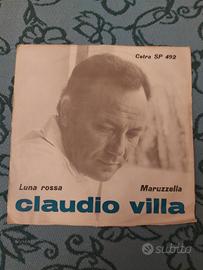 Cetra SP 492
Luna rossa
Maruzzella
claudio villa
subito